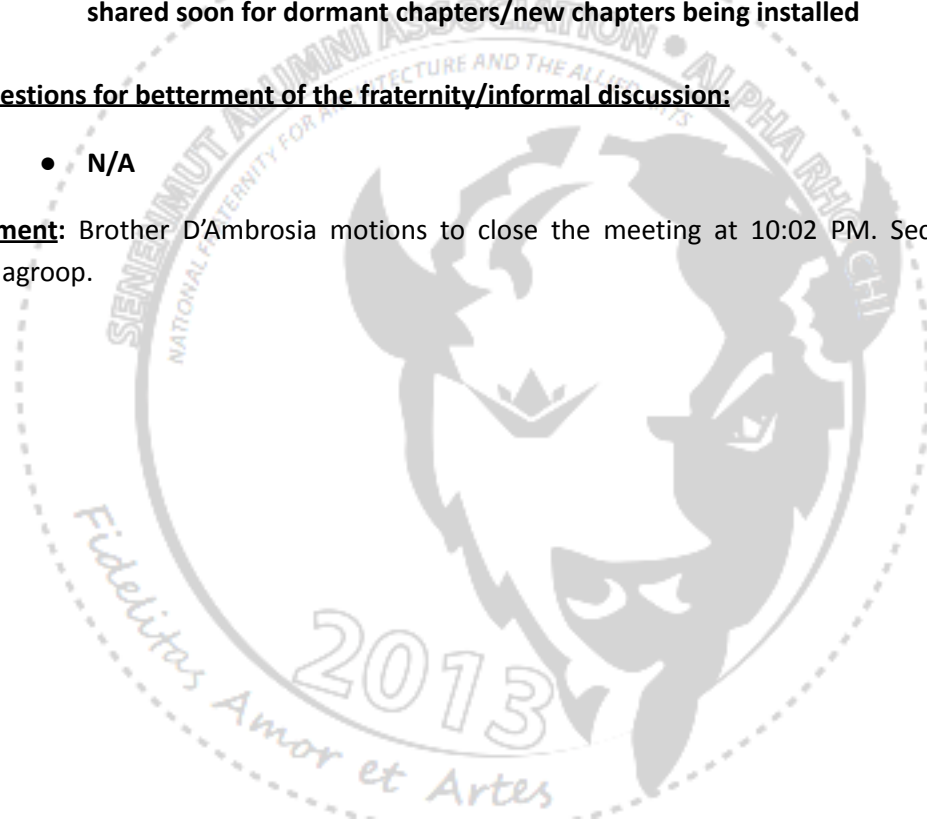 shared soon for dormant chapters/new chapters being installed
estions for betterment of the fraternity/informal discussion:
● N/A
ment: Brother D’Ambrosia motions to close the meeting at 10:02 PM. Sec
agroop.
SENENMUT ALUMNI ASSOCIATION • ALPHA RHO CHI
NATIONAL FRATERNITY FOR ARCHITECTURE AND THE ALLIED ARTS
2013
Fidelitas Amor et Artes